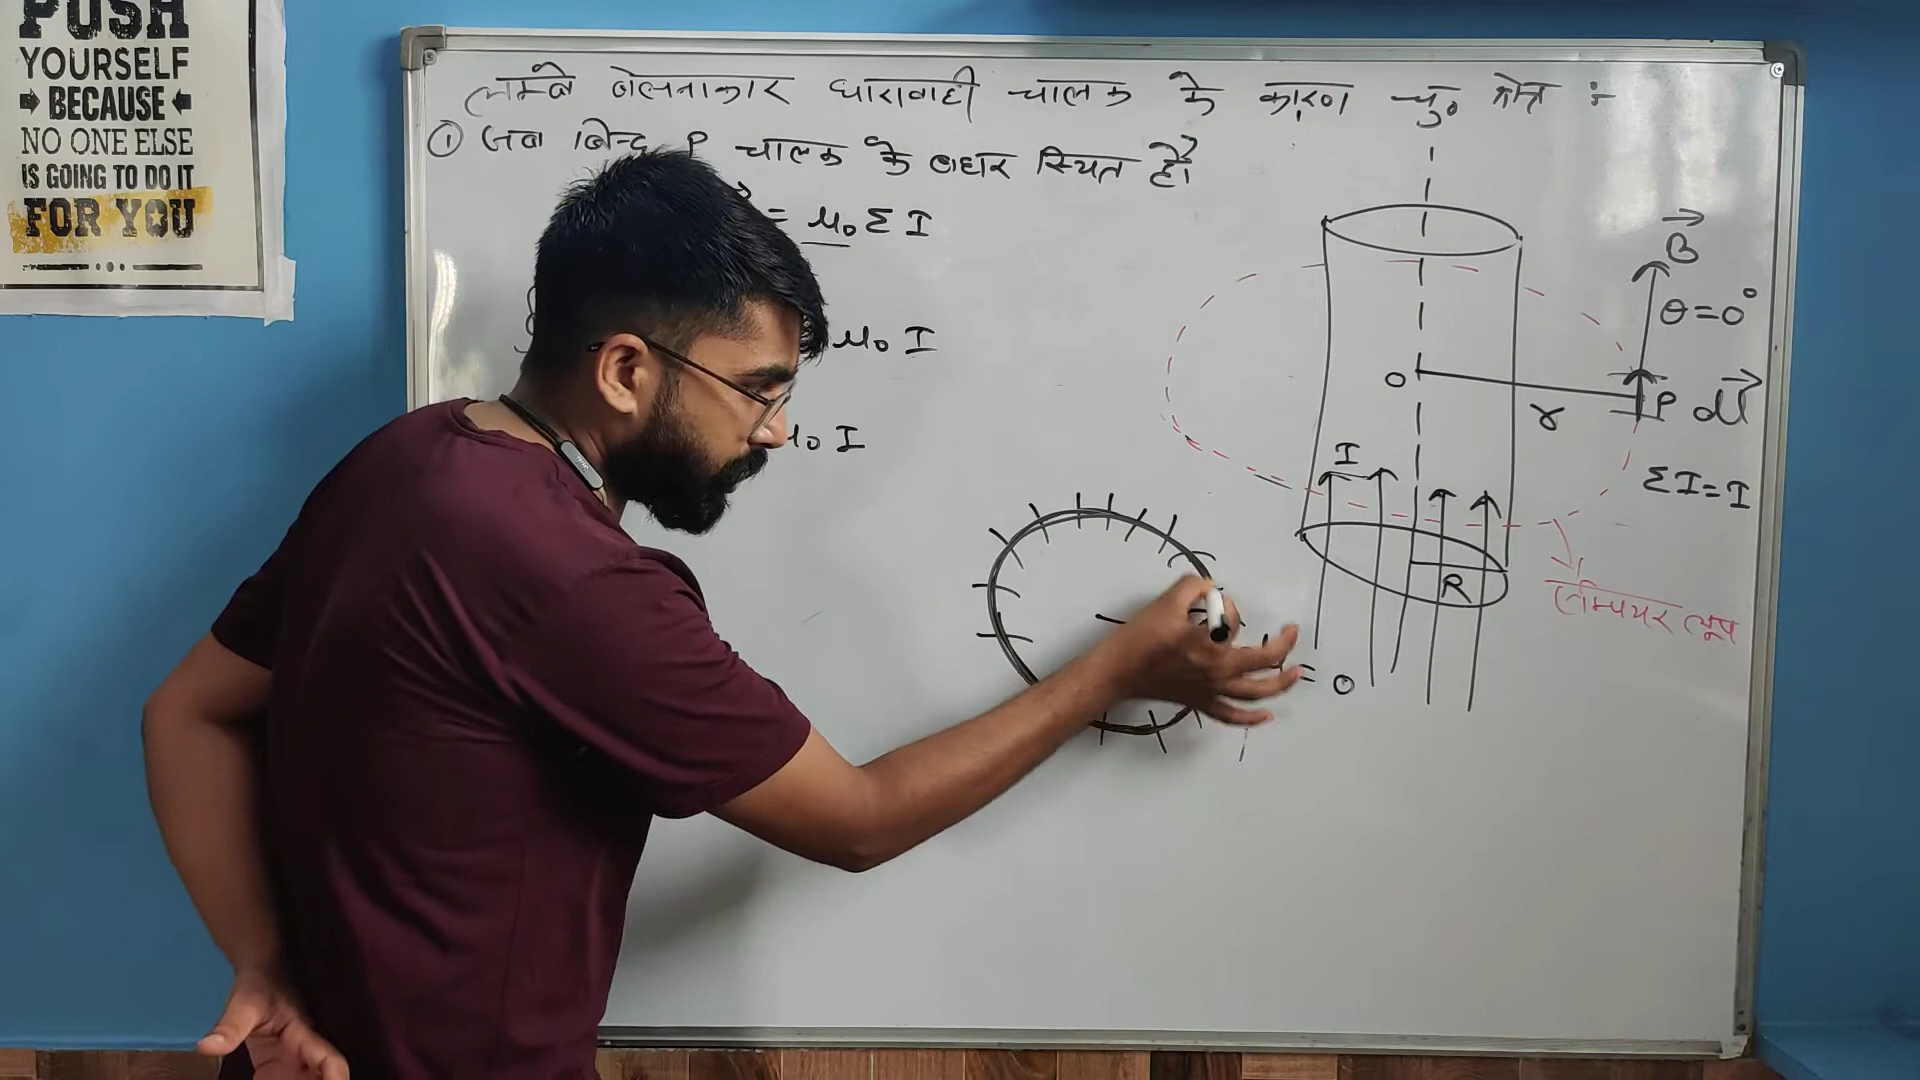 PUSH
YOURSELF
BECAUSE
NO ONE ELSE
IS GOING TO DO IT
FOR YOU
लम्बे बेलनाकार धारावाही चालक के कारण चु० क्षेत्र :-
① जब बिन्दु P चालक के बाहर स्थित है।
= μ₀ Σ I
μ₀ I
μ₀ I
B
θ = 0°
O
r
P dl
I
ΣI = I
R
एम्पियर लूप
= 0